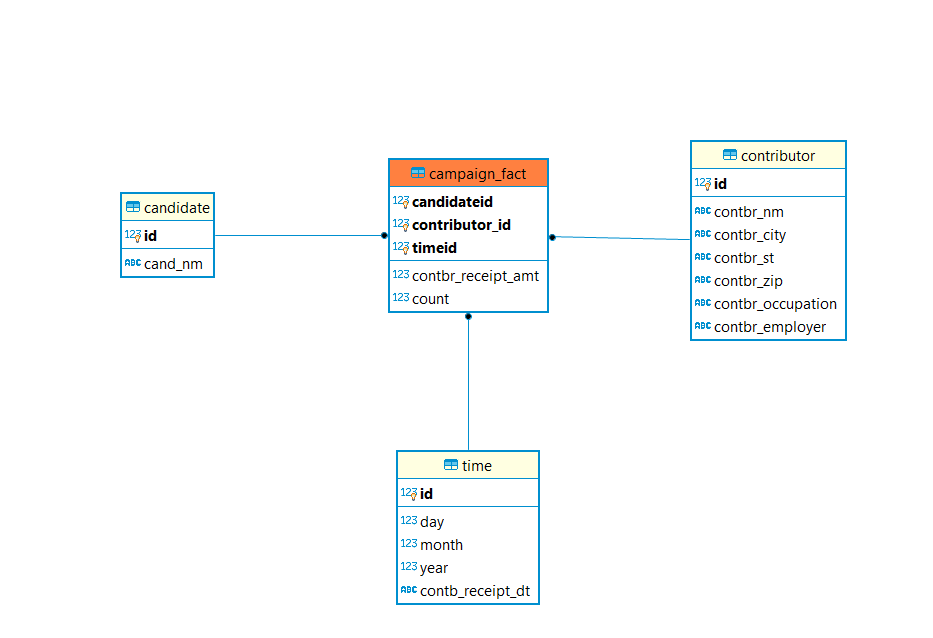 candidate
123 id
ABC cand_nm
campaign_fact
123 candidateid
123 contributor_id
123 timeid
123 contbr_receipt_amt
123 count
contributor
123 id
ABC contbr_nm
ABC contbr_city
ABC contbr_st
ABC contbr_zip
ABC contbr_occupation
ABC contbr_employer
time
123 id
123 day
123 month
123 year
ABC contb_receipt_dt